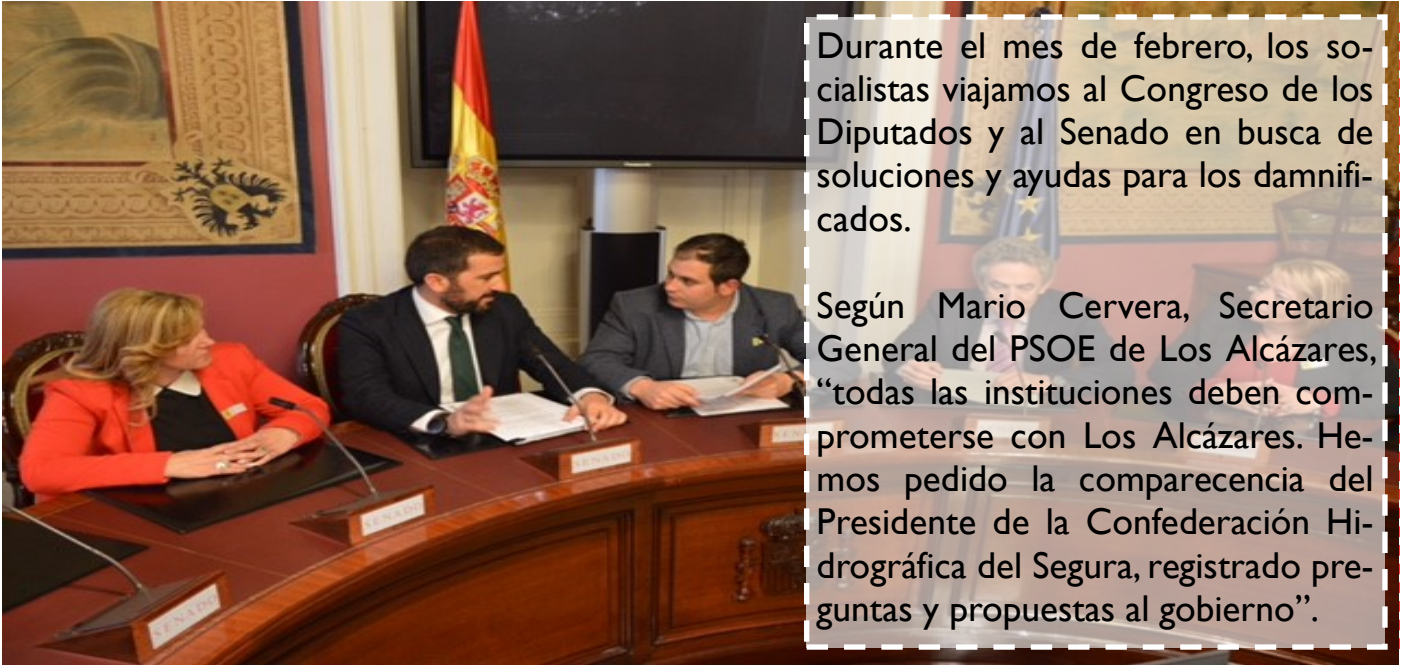 SENADO
SENADO
SENADO
SENADO
Durante el mes de febrero, los so-
cialistas viajamos al Congreso de los
Diputados y al Senado en busca de
soluciones y ayudas para los damnifi-
cados.
Según Mario Cervera, Secretario
General del PSOE de Los Alcázares,
“todas las instituciones deben com-
prometerse con Los Alcázares. He-
mos pedido la comparecencia del
Presidente de la Confederación Hi-
drográfica del Segura, registrado pre-
guntas y propuestas al gobierno”.